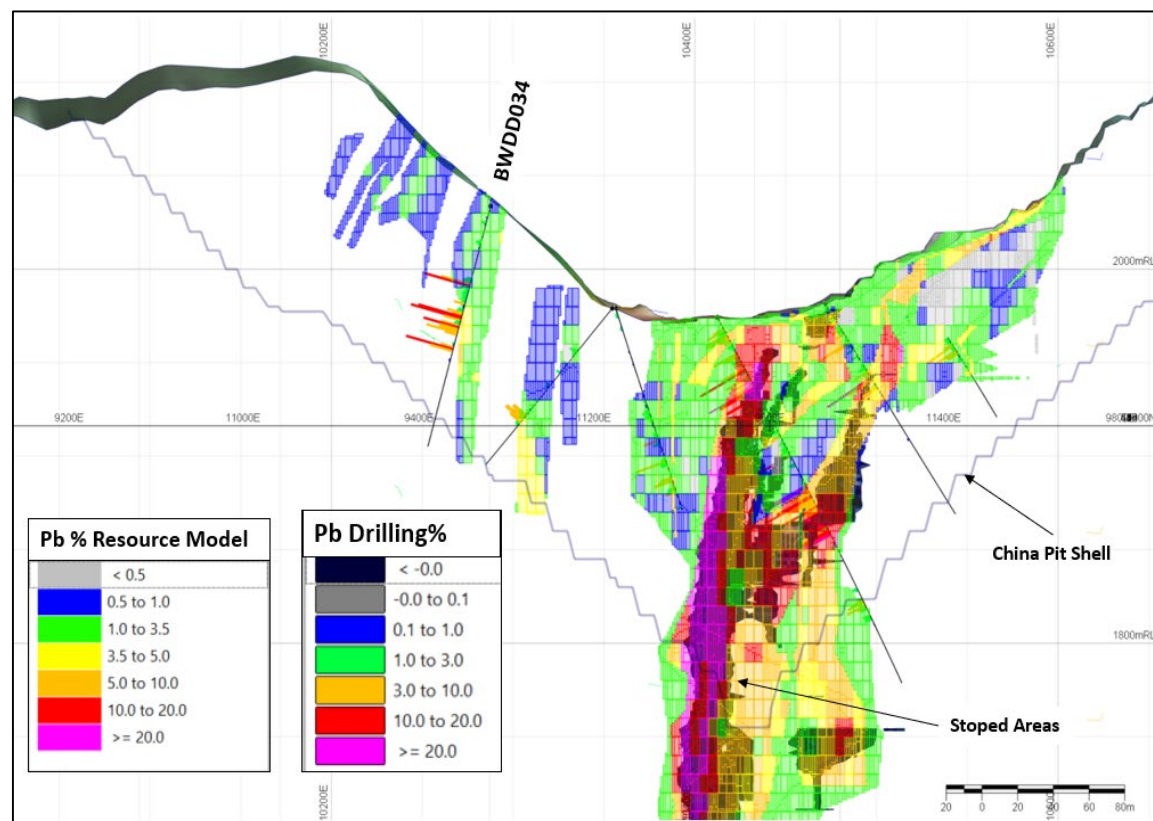 10200E
10400E
10600E
BWDD034
2000mRL
9200E
11000E
9400E
11200E
11400E
China Pit Shell
1800mRL
Stoped Areas
Pb % Resource Model
< 0.5
0.5 to 1.0
1.0 to 3.5
3.5 to 5.0
5.0 to 10.0
10.0 to 20.0
>= 20.0
Pb Drilling%
< -0.0
-0.0 to 0.1
0.1 to 1.0
1.0 to 3.0
3.0 to 10.0
10.0 to 20.0
>= 20.0
10200E
20 10 0 20 40 60 80m